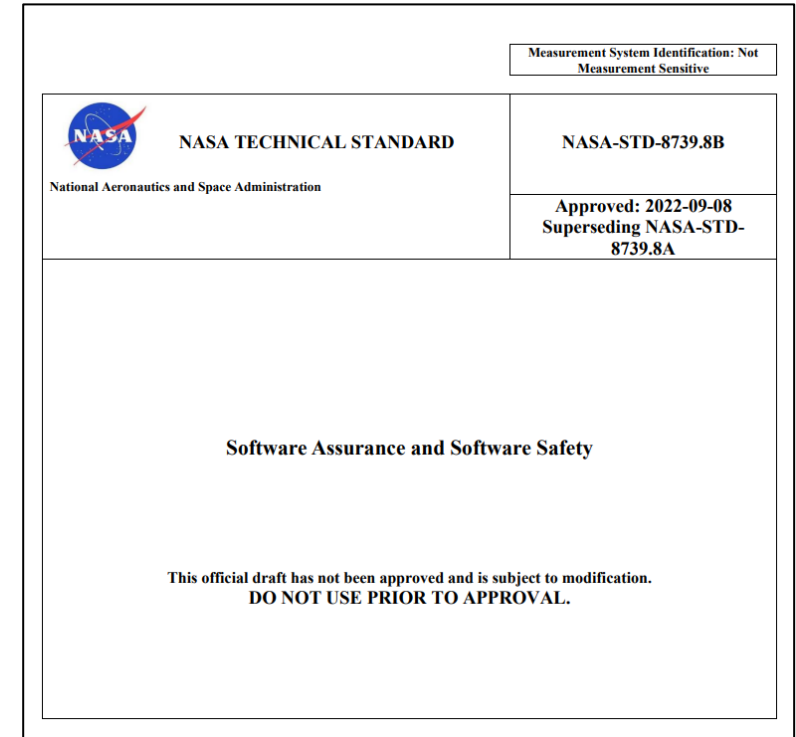 Measurement System Identification: Not
Measurement Sensitive
NASA
NASA TECHNICAL STANDARD
National Aeronautics and Space Administration
NASA-STD-8739.8B
Approved: 2022-09-08
Superseding NASA-STD-
8739.8A
Software Assurance and Software Safety
This official draft has not been approved and is subject to modification.
DO NOT USE PRIOR TO APPROVAL.